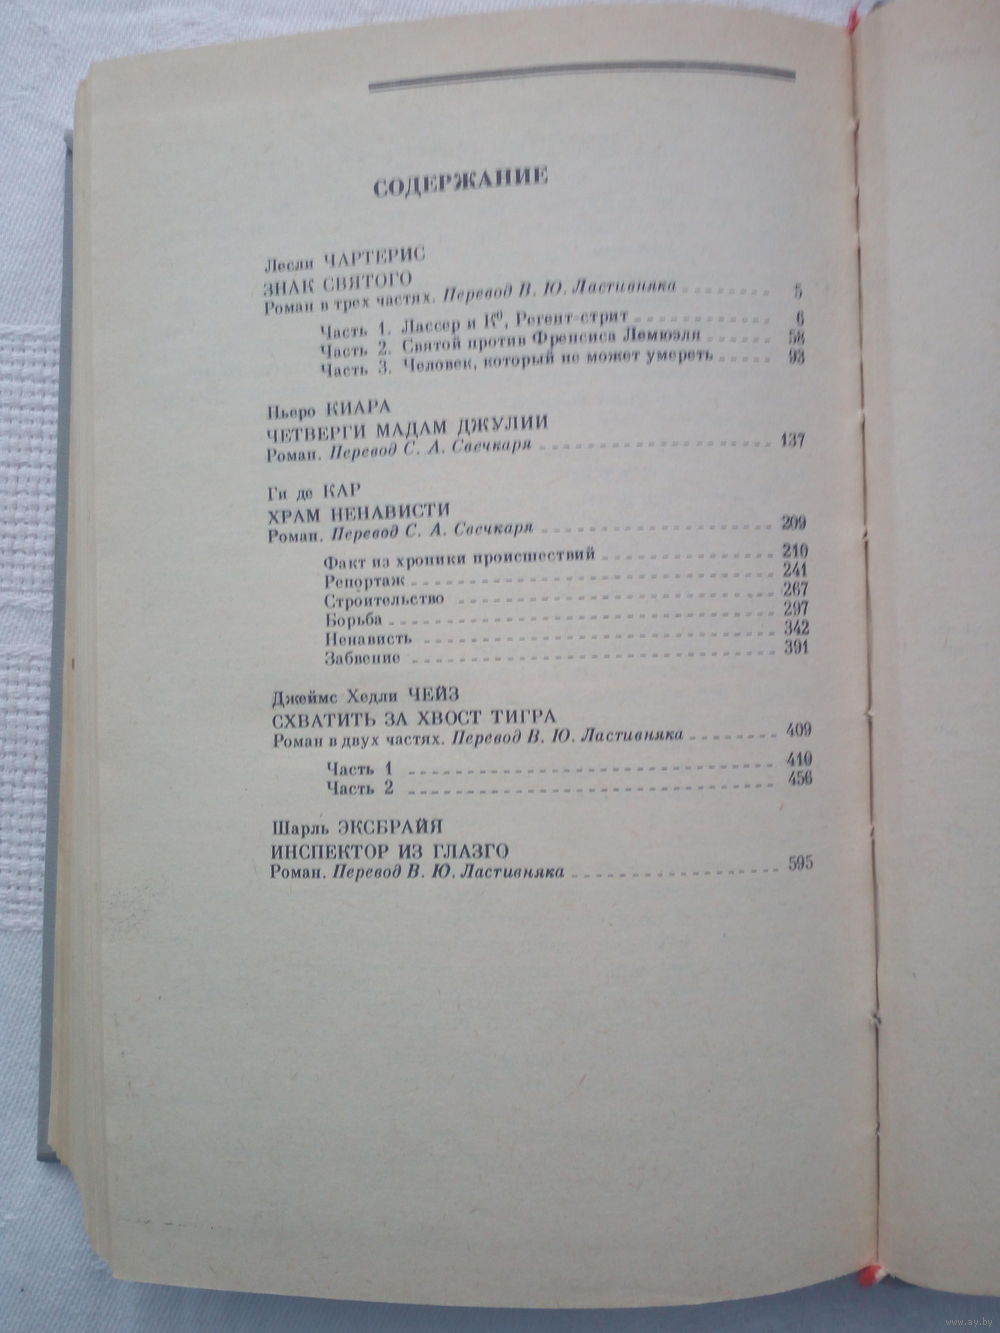 СОДЕРЖАНИЕ
Лесли ЧАРТЕРИС
ЗНАК СВЯТОГО
Роман в трех частях. Перевод В. Ю. Ластивняка 5
Часть 1. Лассер и К⁰, Регент-стрит 6
Часть 2. Святой против Френсиса Лемюэля 58
Часть 3. Человек, который не может умереть 93
Пьеро КИАРА
ЧЕТВЕРГИ МАДАМ ДЖУЛИИ
Роман. Перевод С. А. Свечкаря 137
Ги де КАР
ХРАМ НЕНАВИСТИ
Роман. Перевод С. А. Свечкаря 209
Факт из хроники происшествий 210
Репортаж 241
Строительство 267
Борьба 297
Ненависть 342
Забвение 391
Джеймс Хедли ЧЕЙЗ
СХВАТИТЬ ЗА ХВОСТ ТИГРА
Роман в двух частях. Перевод В. Ю. Ластивняка 409
Часть 1 410
Часть 2 456
Шарль ЭКСБРАЙЯ
ИНСПЕКТОР ИЗ ГЛАЗГО
Роман. Перевод В. Ю. Ластивняка 595
www.ay.by